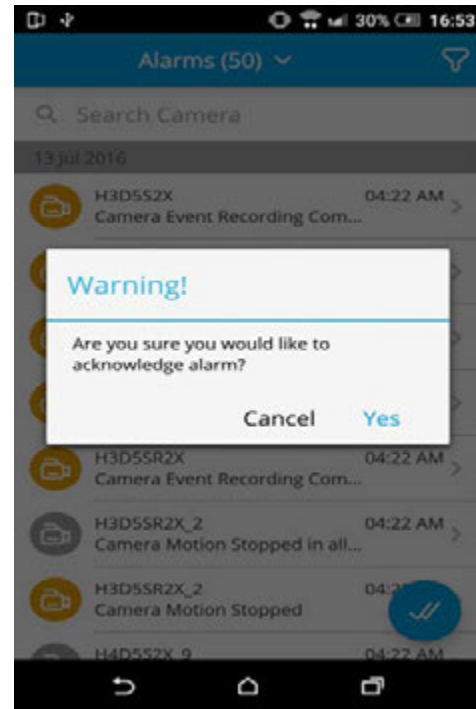 30% 16:53
Alarms (50)
Search Camera
13 Jul 2016
H3D5S2X 04:22 AM
Camera Event Recording Com...
Warning!
Are you sure you would like to
acknowledge alarm?
Cancel Yes
H3D5SR2X 04:22 AM
Camera Event Recording Com...
H3D5SR2X_2 04:22 AM
Camera Motion Stopped in all...
H3D5SR2X_2
Camera Motion Stopped
H4D5S2X_9 04:22 AM